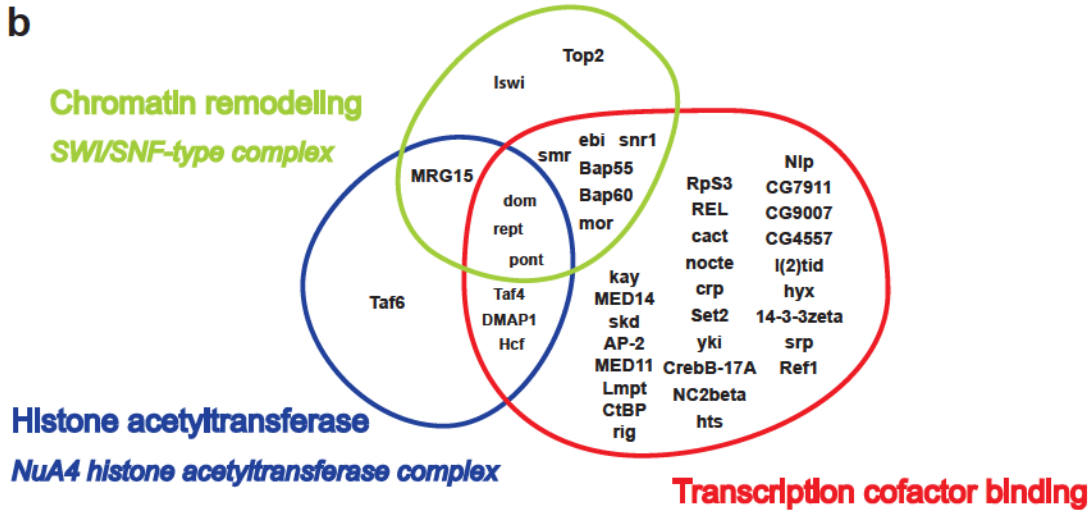 b
Top2
Iswi
Chromatin remodeling
SWI/SNF-type complex
ebi snr1
smr
Bap55
MRG15
Bap60
dom
mor
rept
pont
Nlp
RpS3
CG7911
REL
CG9007
cact
CG4557
nocte
l(2)tid
kay
crp
hyx
MED14
Taf4
Taf6
DMAP1
skd
Set2
14-3-3zeta
Hcf
AP-2
yki
srp
MED11
CrebB-17A
Ref1
Lmpt
NC2beta
CtBP
hts
rig
Histone acetyltransferase
NuA4 histone acetyltransferase complex
Transcription cofactor binding